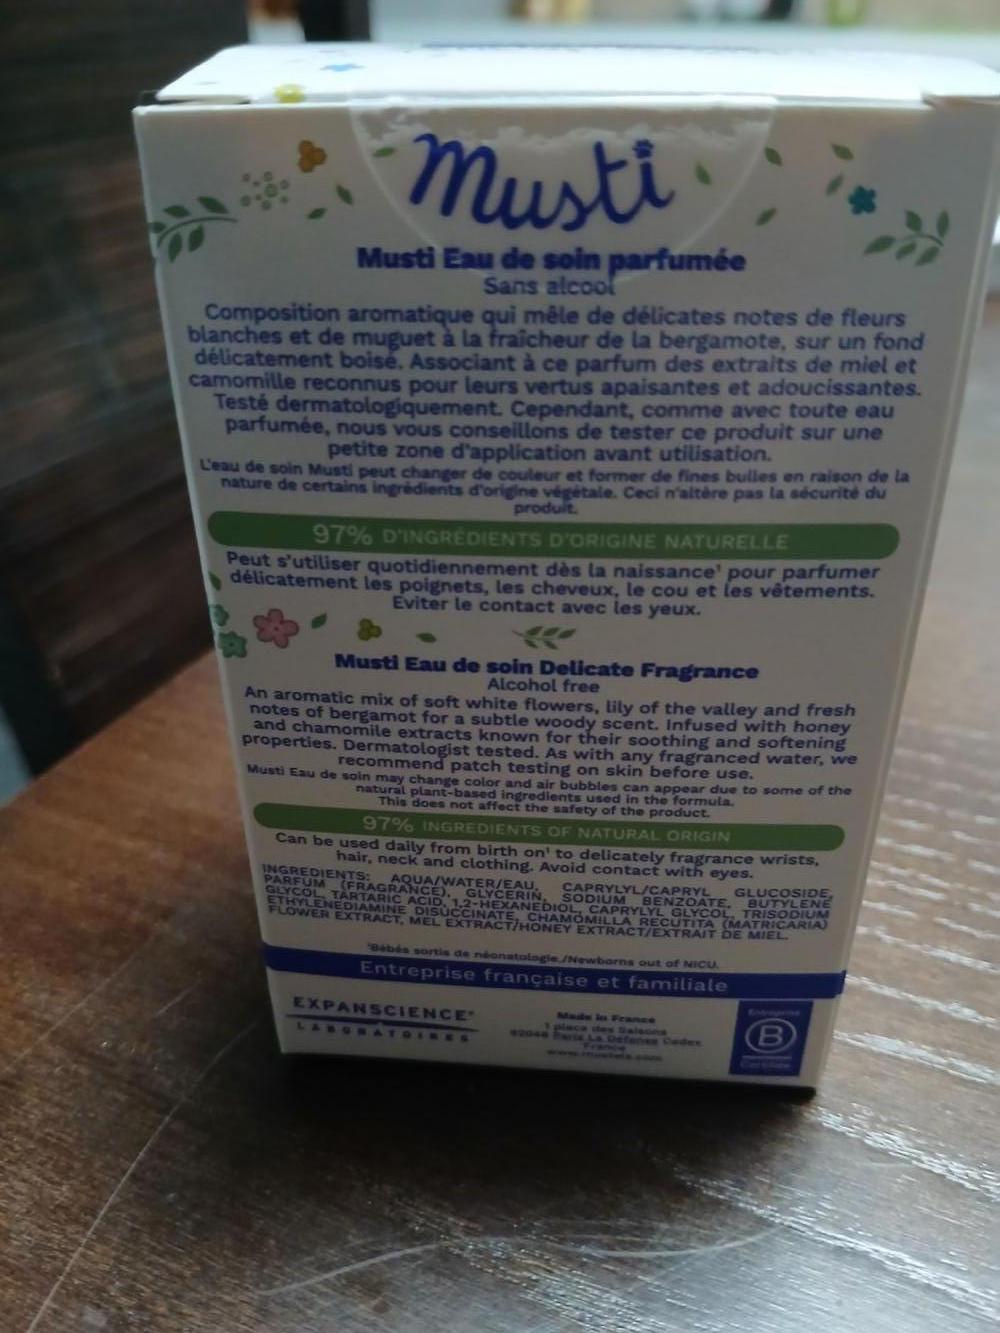 Musti
Musti Eau de soin parfumée
Sans alcool
Composition aromatique qui mêle de délicates notes de fleurs
blanches et de muguet à la fraîcheur de la bergamote, sur un fond
délicatement boisé. Associant à ce parfum des extraits de miel et
camomille reconnus pour leurs vertus apaisantes et adoucissantes.
Testé dermatologiquement. Cependant, comme avec toute eau
parfumée, nous vous conseillons de tester ce produit sur une
petite zone d'application avant utilisation.
L'eau de soin Musti peut changer de couleur et former de fines bulles en raison de la
nature de certains ingrédients d'origine végétale. Ceci n'altère pas la sécurité du
produit.
97% D'INGRÉDIENTS D'ORIGINE NATURELLE
Peut s'utiliser quotidiennement dès la naissance¹ pour parfumer
délicatement les poignets, les cheveux, le cou et les vêtements.
Eviter le contact avec les yeux.
Musti Eau de soin Delicate Fragrance
Alcohol free
An aromatic mix of soft white flowers, lily of the valley and fresh
notes of bergamot for a subtle woody scent. Infused with honey
and chamomile extracts known for their soothing and softening
properties. Dermatologist tested. As with any fragranced water, we
recommend patch testing on skin before use.
Musti Eau de soin may change color and air bubbles can appear due to some of the
natural plant-based ingredients used in the formula.
This does not affect the safety of the product.
97% INGREDIENTS OF NATURAL ORIGIN
Can be used daily from birth on¹ to delicately fragrance wrists,
hair, neck and clothing. Avoid contact with eyes.
INGREDIENTS: AQUA/WATER/EAU, CAPRYLYL/CAPRYL GLUCOSIDE,
PARFUM (FRAGRANCE), GLYCERIN, SODIUM BENZOATE, BUTYLENE
GLYCOL, TARTARIC ACID, 1,2-HEXANEDIOL, CAPRYLYL GLYCOL, TRISODIUM
ETHYLENEDIAMINE DISUCCINATE, CHAMOMILLA RECUTITA (MATRICARIA)
FLOWER EXTRACT, MEL EXTRACT/HONEY EXTRACT/EXTRAIT DE MIEL.
¹Bébés sortis de néonatologie./Newborns out of NICU.
Entreprise française et familiale
EXPANSCIENCE®
LABORATOIRES
Made in France
1 place des Saisons
92048 Paris La Défense Cedex
France
www.mustela.com
Entreprise
B
Certifiée